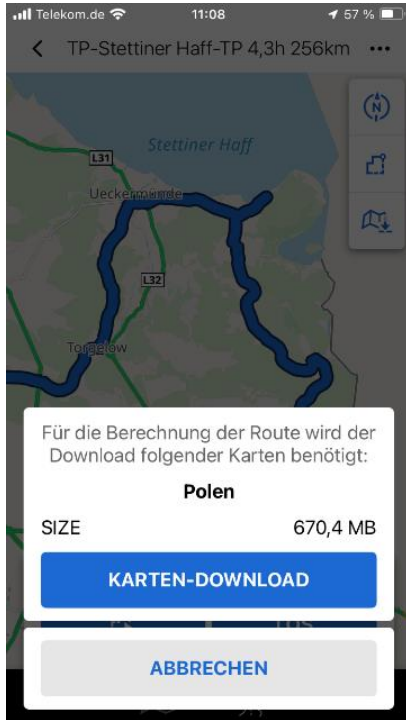 Telekom.de 11:08 57 %
TP-Stettiner Haff-TP 4,3h 256km
N
Stettiner Haff
L31
Ueckermünde
L32
Torgelow
Für die Berechnung der Route wird der
Download folgender Karten benötigt:
Polen
SIZE 670,4 MB
KARTEN-DOWNLOAD
ABBRECHEN